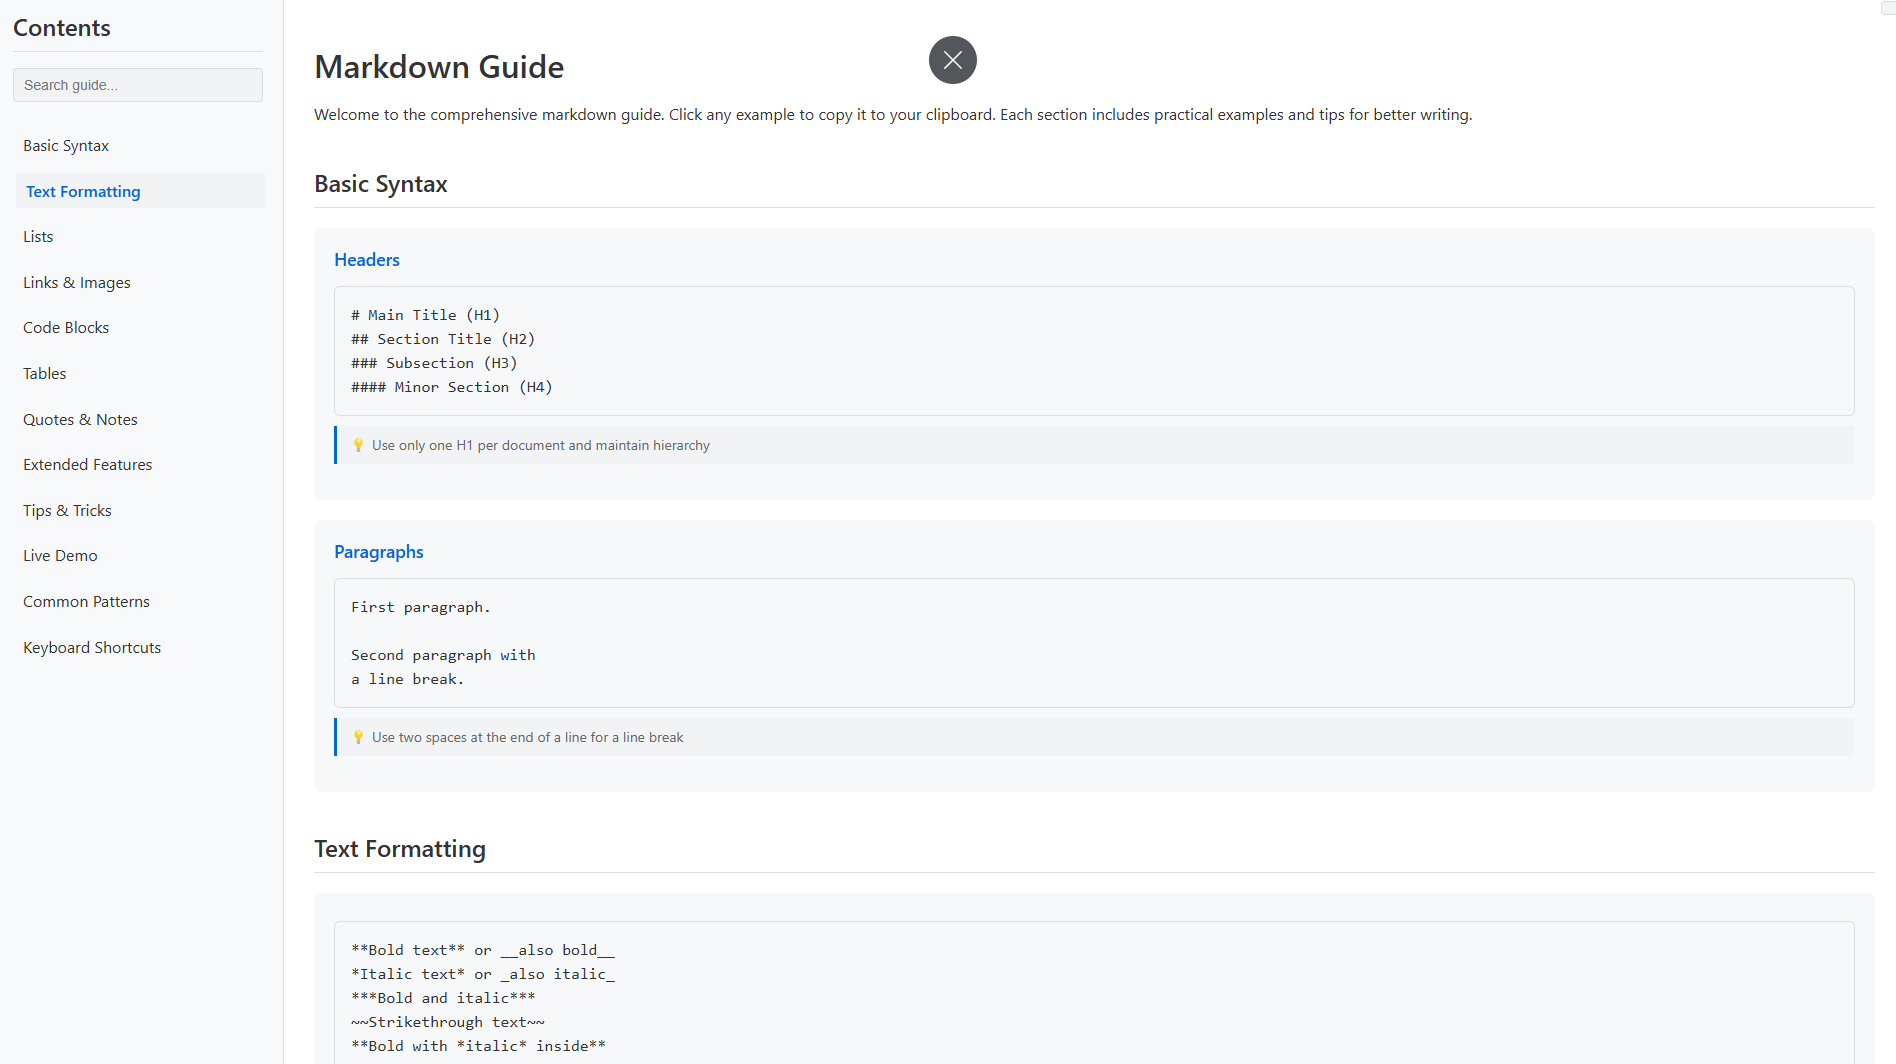 Contents
Search guide...
Basic Syntax
Text Formatting
Lists
Links & Images
Code Blocks
Tables
Quotes & Notes
Extended Features
Tips & Tricks
Live Demo
Common Patterns
Keyboard Shortcuts
Markdown Guide
Welcome to the comprehensive markdown guide. Click any example to copy it to your clipboard. Each section includes practical examples and tips for better writing.
Basic Syntax
Headers
# Main Title (H1)
## Section Title (H2)
### Subsection (H3)
#### Minor Section (H4)
💡 Use only one H1 per document and maintain hierarchy
Paragraphs
First paragraph.
Second paragraph with
a line break.
💡 Use two spaces at the end of a line for a line break
Text Formatting
**Bold text** or __also bold__
*Italic text* or _also italic_
***Bold and italic***
~~Strikethrough text~~
**Bold with *italic* inside**